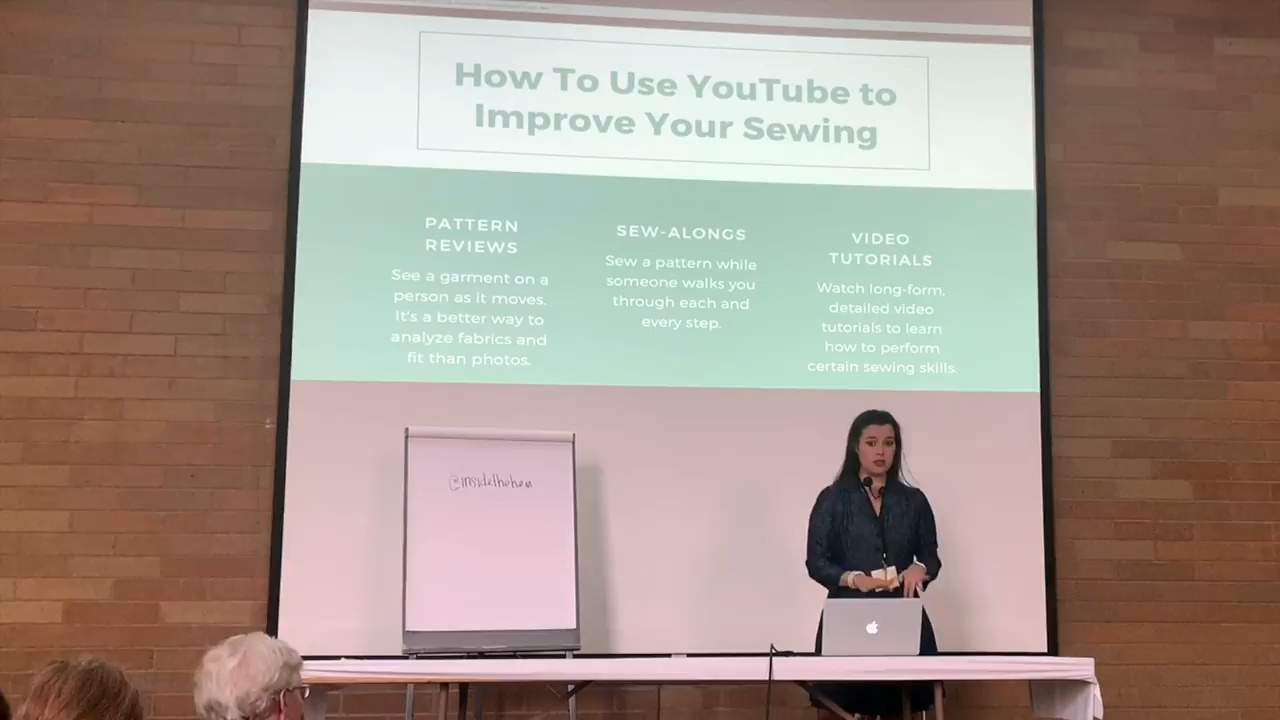 How To Use YouTube to
Improve Your Sewing
PATTERN
REVIEWS
See a garment on a
person as it moves.
It's a better way to
analyze fabrics and
fit than photos.
SEW-ALONGS
Sew a pattern while
someone walks you
through each and
every step.
VIDEO
TUTORIALS
Watch long-form,
detailed video
tutorials to learn
how to perform
certain sewing skills.
@insidethehem